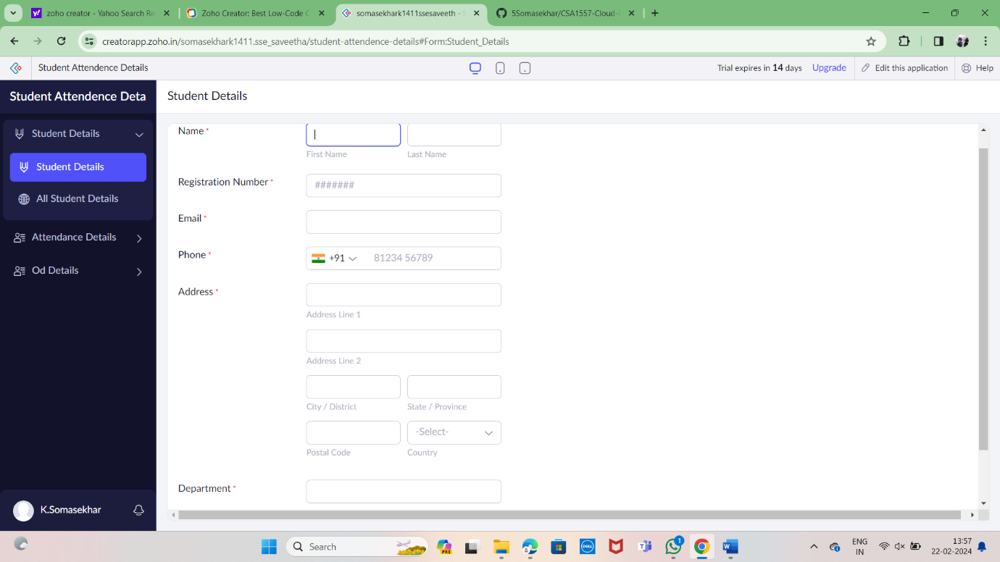 zoho creator - Yahoo Search Re
Zoho Creator: Best Low-Code C
somasekhark1411ssesaveeth - S
5Somasekhar/CSA1557-Cloud-
creatorapp.zoho.in/somasekhark1411.sse_saveetha/student-attendence-details#Form:Student_Details
Student Attendence Details
Trial expires in 14 days
Upgrade
Edit this application
Help
Student Attendence Deta
Student Details
Student Details
All Student Details
Attendance Details
Od Details
K.Somasekhar
Student Details
Name *
First Name
Last Name
Registration Number *
#######
Email *
Phone *
+91
81234 56789
Address *
Address Line 1
Address Line 2
City / District
State / Province
Postal Code
-Select-
Country
Department *
Search
PRE
DELL
1
ENG
IN
13:57
22-02-2024